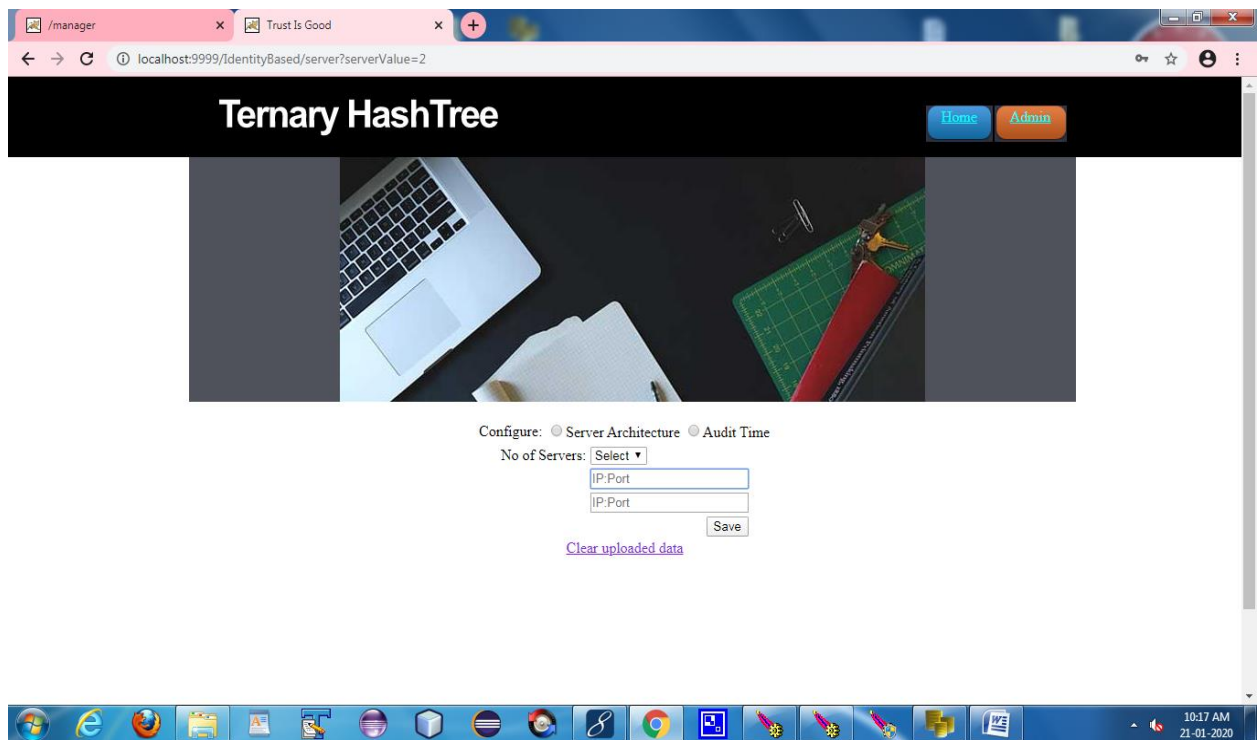 /manager
Trust Is Good
localhost:9999/IdentityBased/server?serverValue=2
Ternary HashTree
Home
Admin
Configure: Server Architecture Audit Time
No of Servers: Select
IP:Port
IP:Port
Save
Clear uploaded data
10:17 AM
21-01-2020